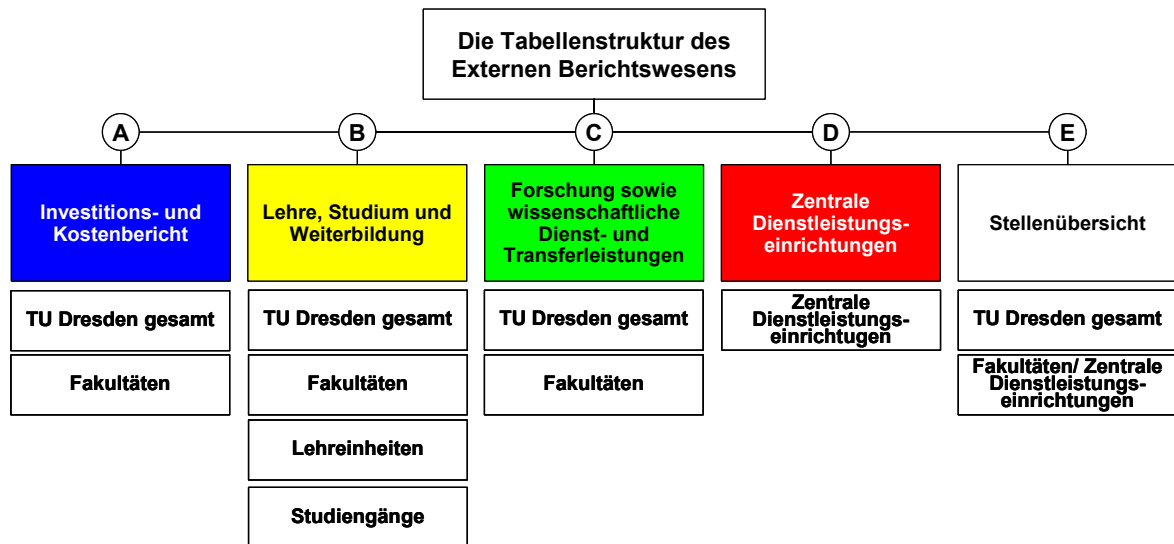 Die Tabellenstruktur des
Externen Berichtswesens
A
B
C
D
E
Investitions- und
Kostenbericht
Lehre, Studium und
Weiterbildung
Forschung sowie
wissenschaftliche
Dienst- und
Transferleistungen
Zentrale
Dienstleistungs-
einrichtungen
Stellenübersicht
TU Dresden gesamt
TU Dresden gesamt
TU Dresden gesamt
Zentrale
Dienstleistungs-
einrichtugen
TU Dresden gesamt
Fakultäten
Fakultäten
Fakultäten
Fakultäten/ Zentrale
Dienstleistungs-
einrichtungen
Lehreinheiten
Studiengänge